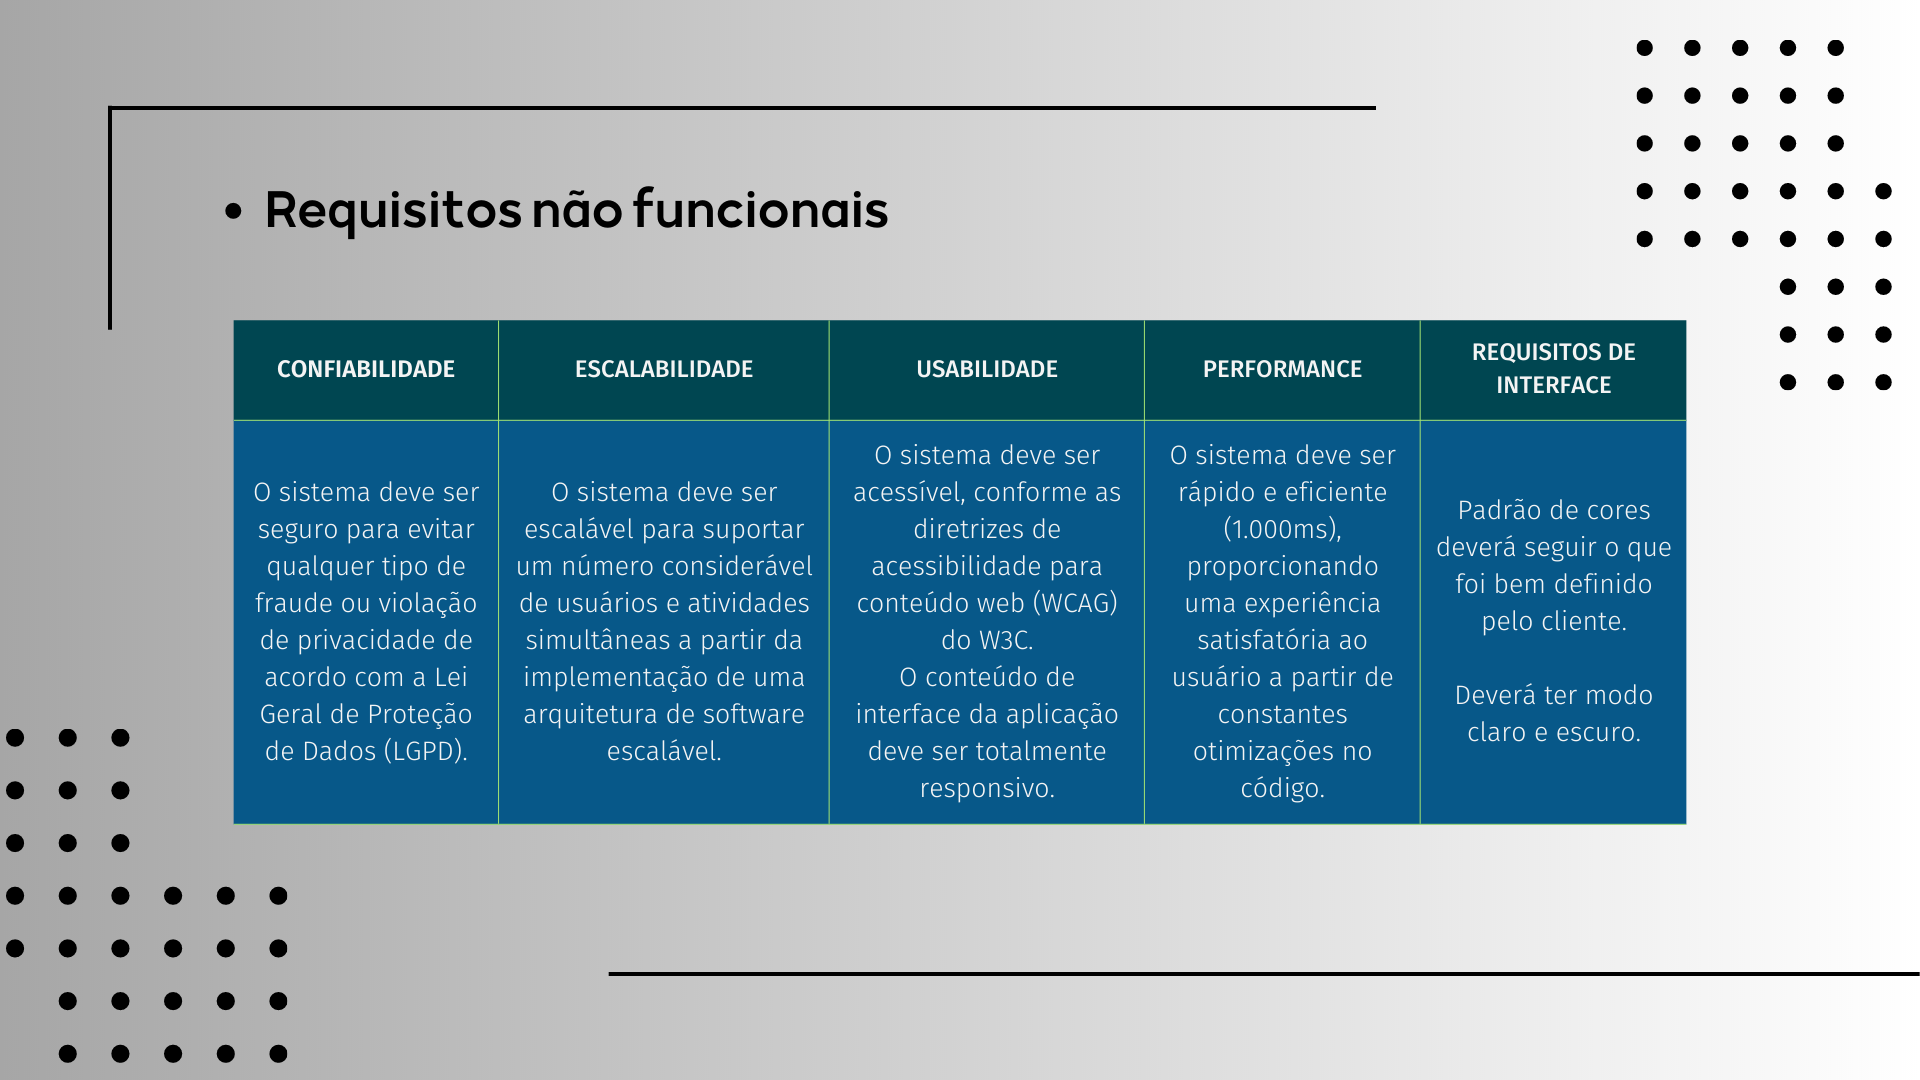 • Requisitos não funcionais
CONFIABILIDADE
ESCALABILIDADE
USABILIDADE
PERFORMANCE
REQUISITOS DE
INTERFACE
O sistema deve ser
seguro para evitar
qualquer tipo de
fraude ou violação
de privacidade de
acordo com a Lei
Geral de Proteção
de Dados (LGPD).
O sistema deve ser
escalável para suportar
um número considerável
de usuários e atividades
simultâneas a partir da
implementação de uma
arquitetura de software
escalável.
O sistema deve ser
acessível, conforme as
diretrizes de
acessibilidade para
conteúdo web (WCAG)
do W3C.
O conteúdo de
interface da aplicação
deve ser totalmente
responsivo.
O sistema deve ser
rápido e eficiente
(1.000ms),
proporcionando
uma experiência
satisfatória ao
usuário a partir de
constantes
otimizações no
código.
Padrão de cores
deverá seguir o que
foi bem definido
pelo cliente.
Deverá ter modo
claro e escuro.